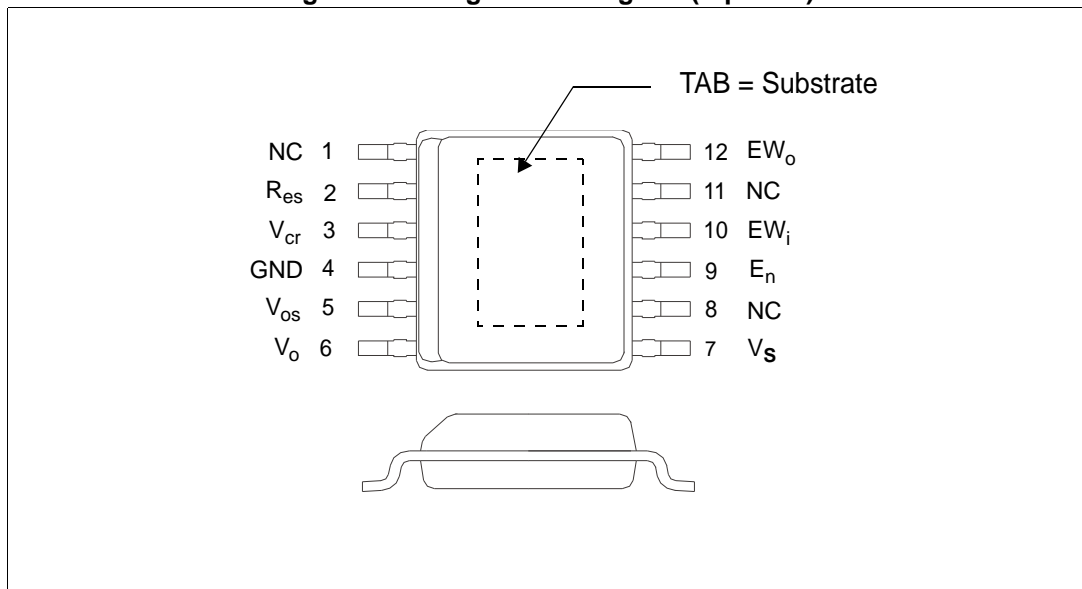 TAB = Substrate
NC 1
Res 2
Vcr 3
GND 4
Vos 5
Vo 6
12 EWo
11 NC
10 EWi
9 En
8 NC
7 Vs